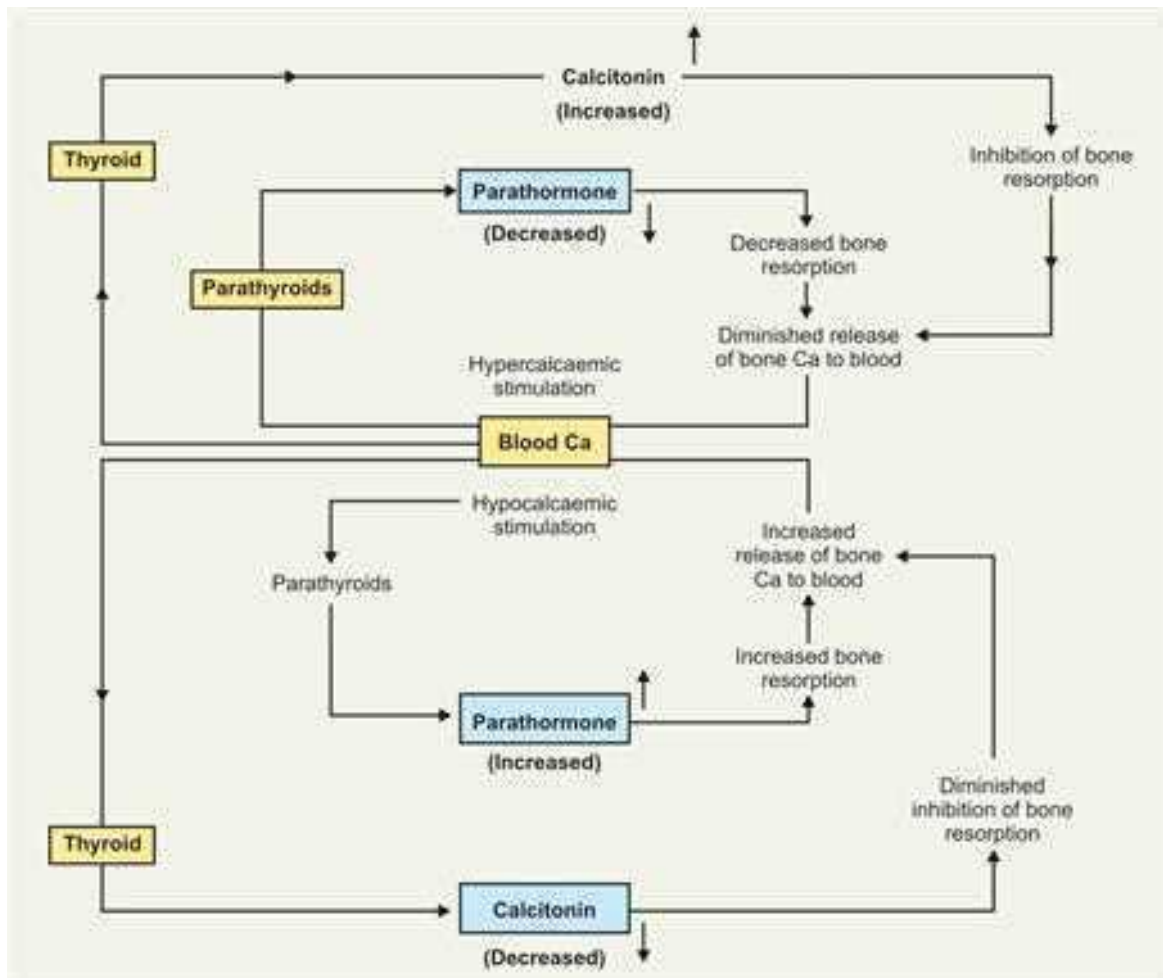 Calcitonin
(Increased)
Thyroid
Inhibition of bone
resorption
Parathormone
(Decreased)
Decreased bone
resorption
Parathyroids
Diminished release
of bone Ca to blood
Hypercalcaemic
stimulation
Blood Ca
Hypocalcaemic
stimulation
Increased
release of bone
Ca to blood
Parathyroids
Increased bone
resorption
Parathormone
(Increased)
Diminished
inhibition of bone
resorption
Thyroid
Calcitonin
(Decreased)